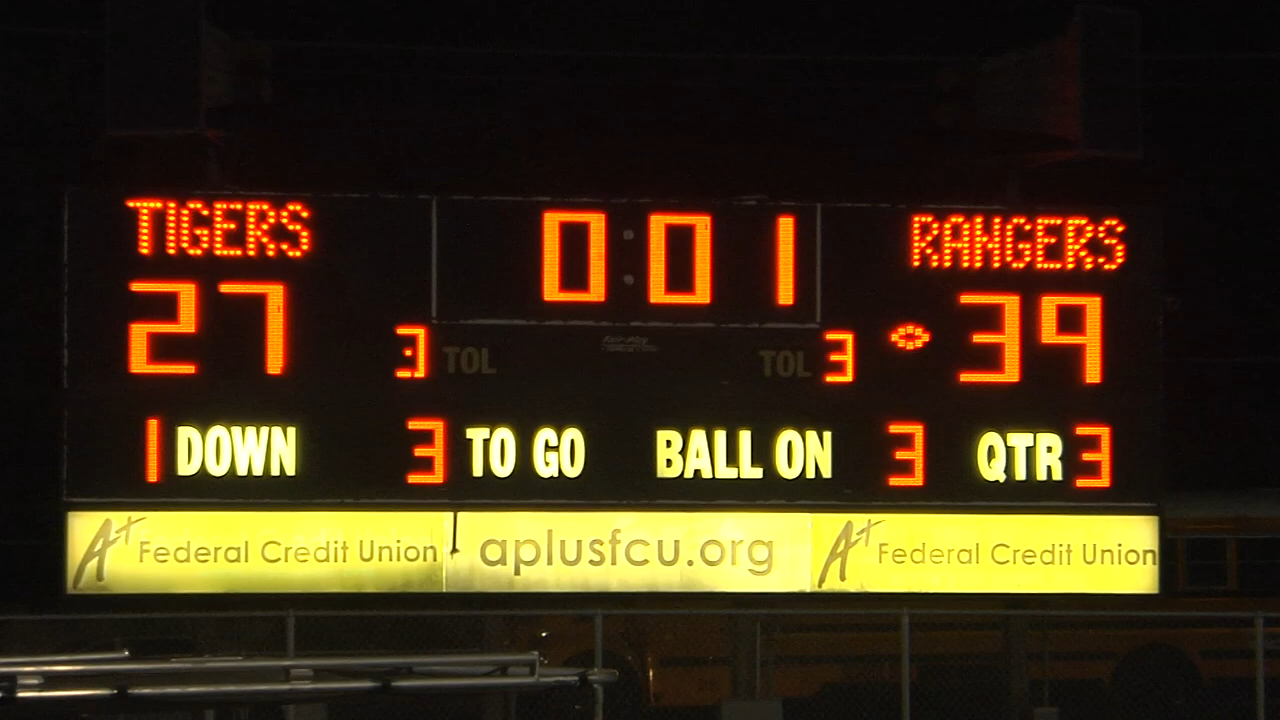 TIGERS 0:01 RANGERS
27 39
3 TOL TOL 3
1 DOWN 3 TO GO BALL ON 3 QTR 3
A+ Federal Credit Union aplusfcu.org A+ Federal Credit Union